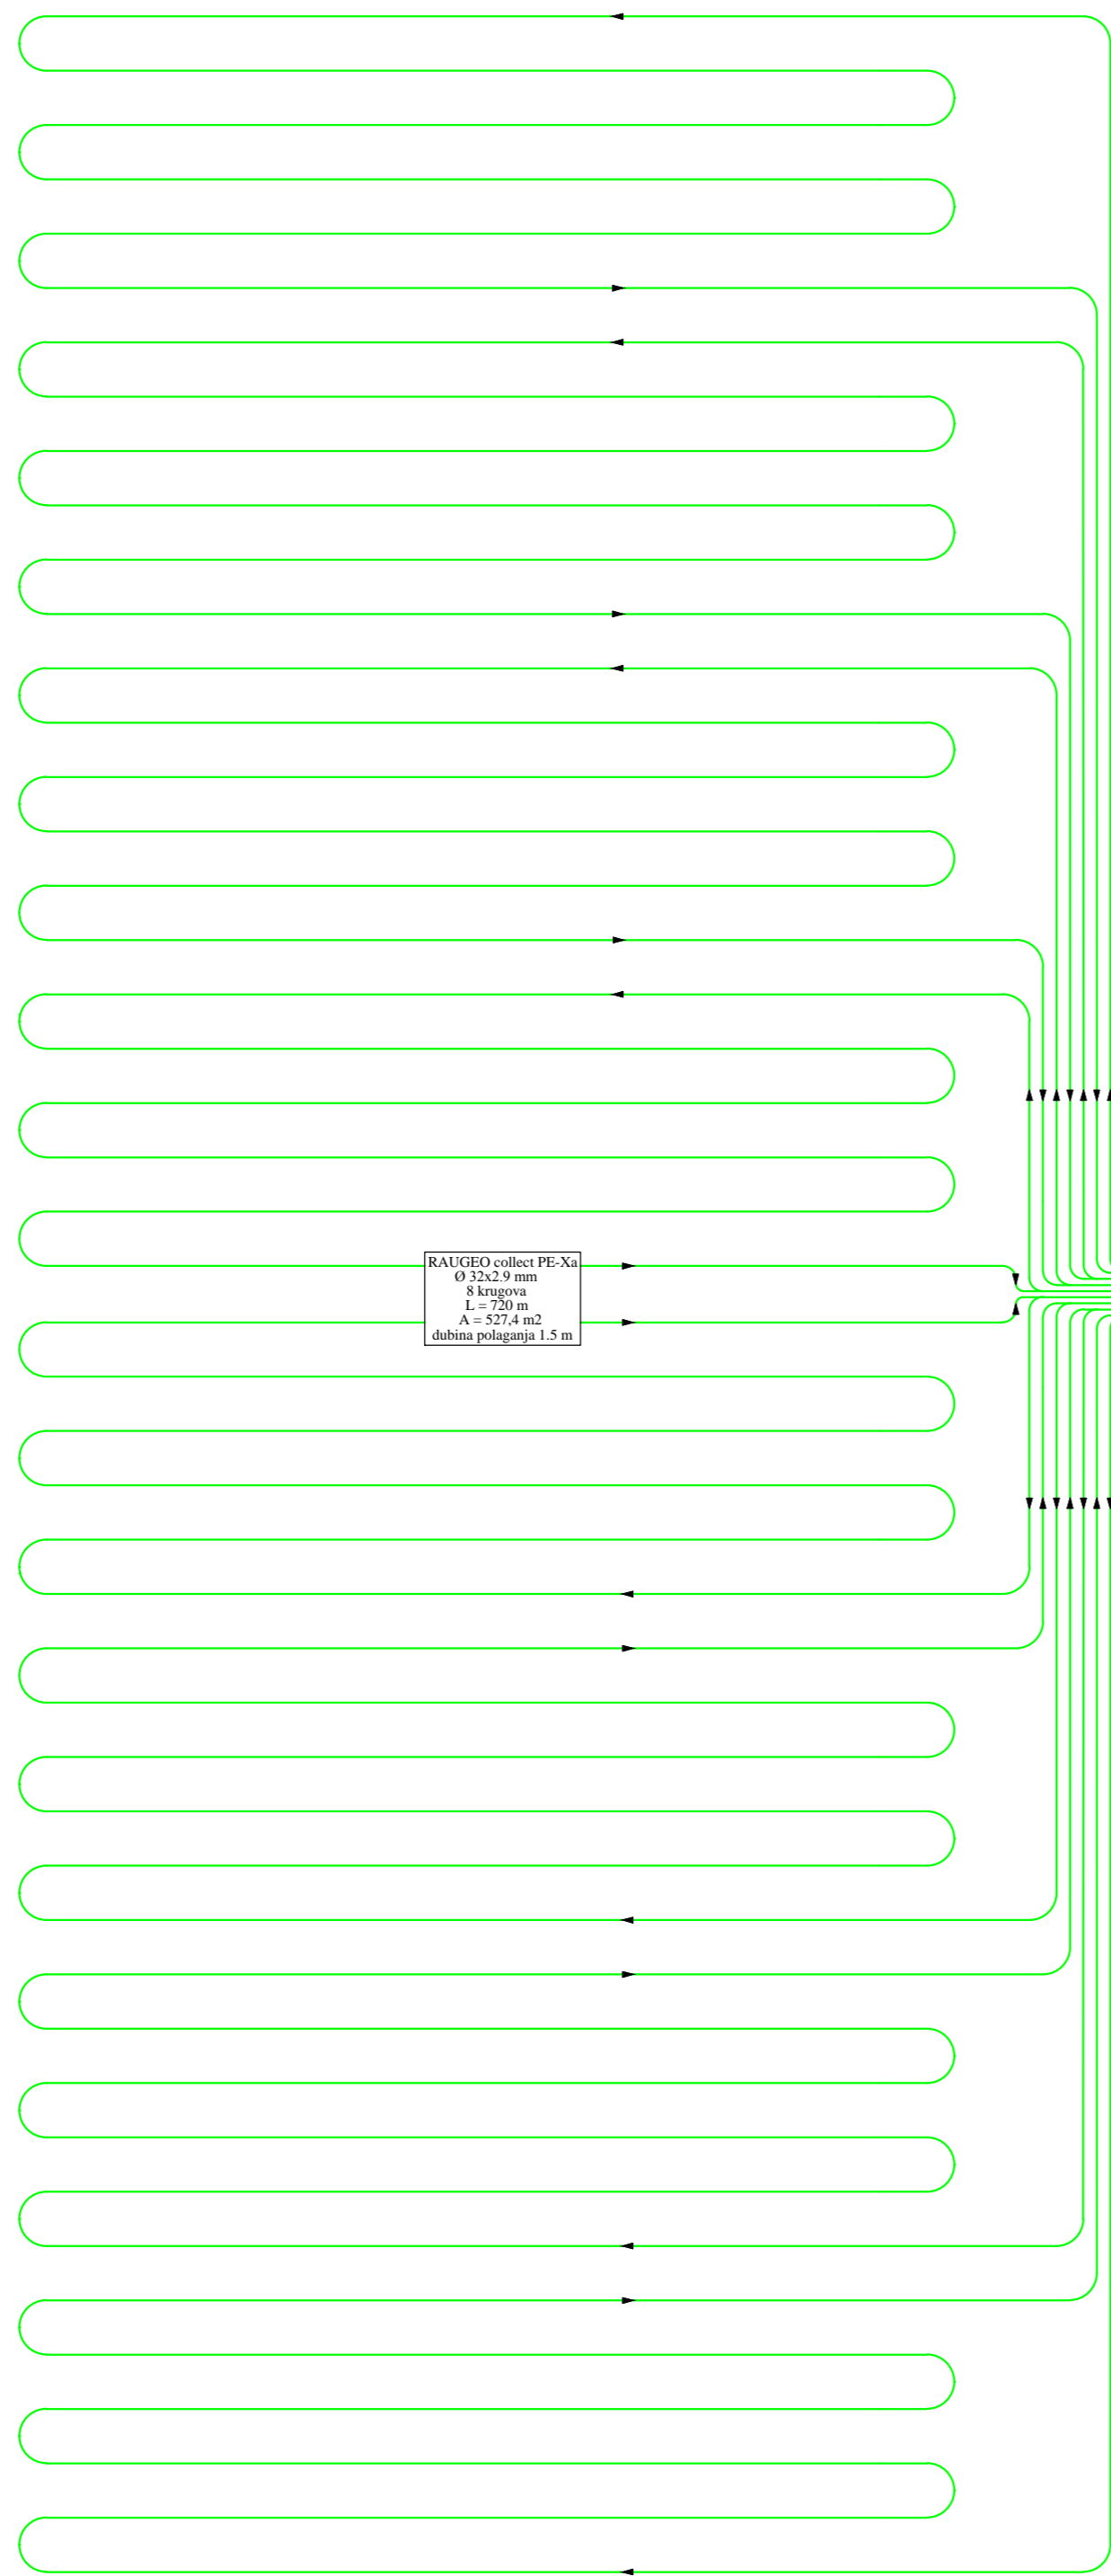 RAUGEO collect PE-Xa
Ø 32x2.9 mm
8 krugova
L = 720 m
A = 527,4 m2
dubina polaganja 1.5 m